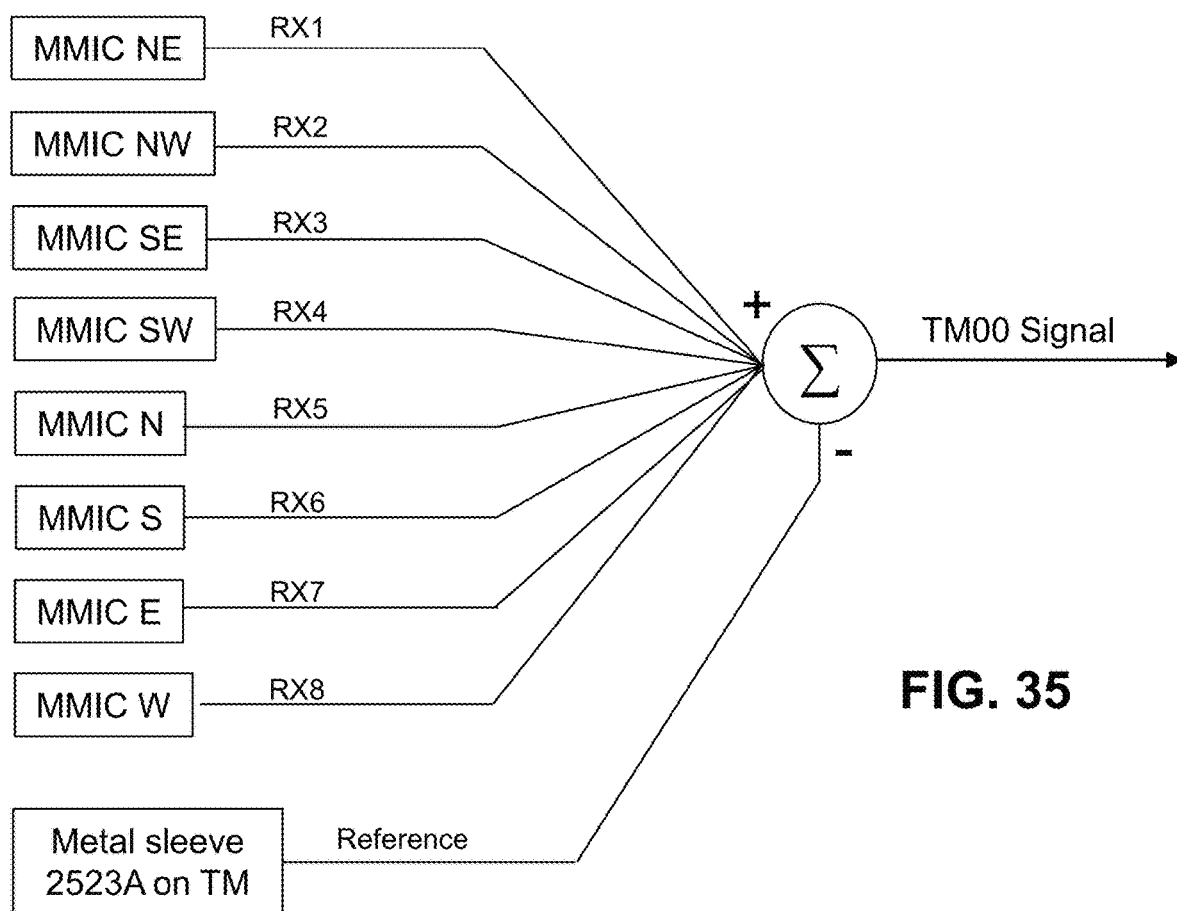 MMIC NE
RX1
MMIC NW
RX2
MMIC SE
RX3
MMIC SW
RX4
+
Σ
TM00 Signal
MMIC N
RX5
-
MMIC S
RX6
MMIC E
RX7
MMIC W
RX8
FIG. 35
Metal sleeve
2523A on TM
Reference